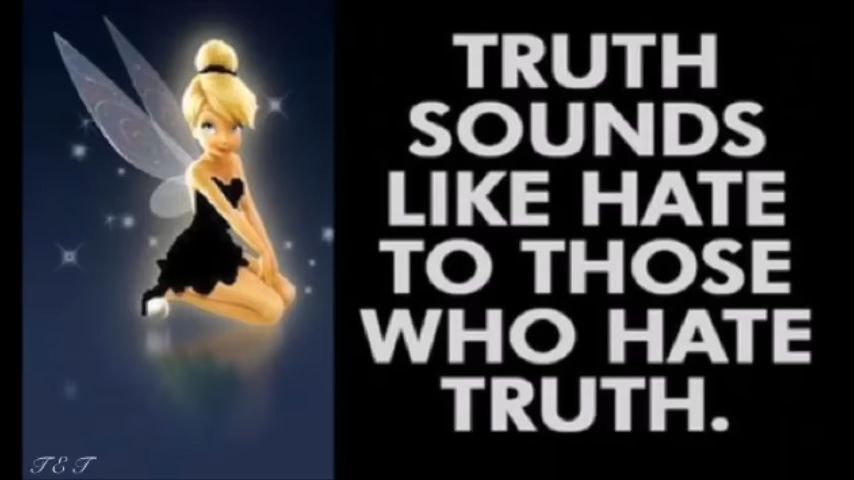 TRUTH
SOUNDS
LIKE HATE
TO THOSE
WHO HATE
TRUTH.
T&T